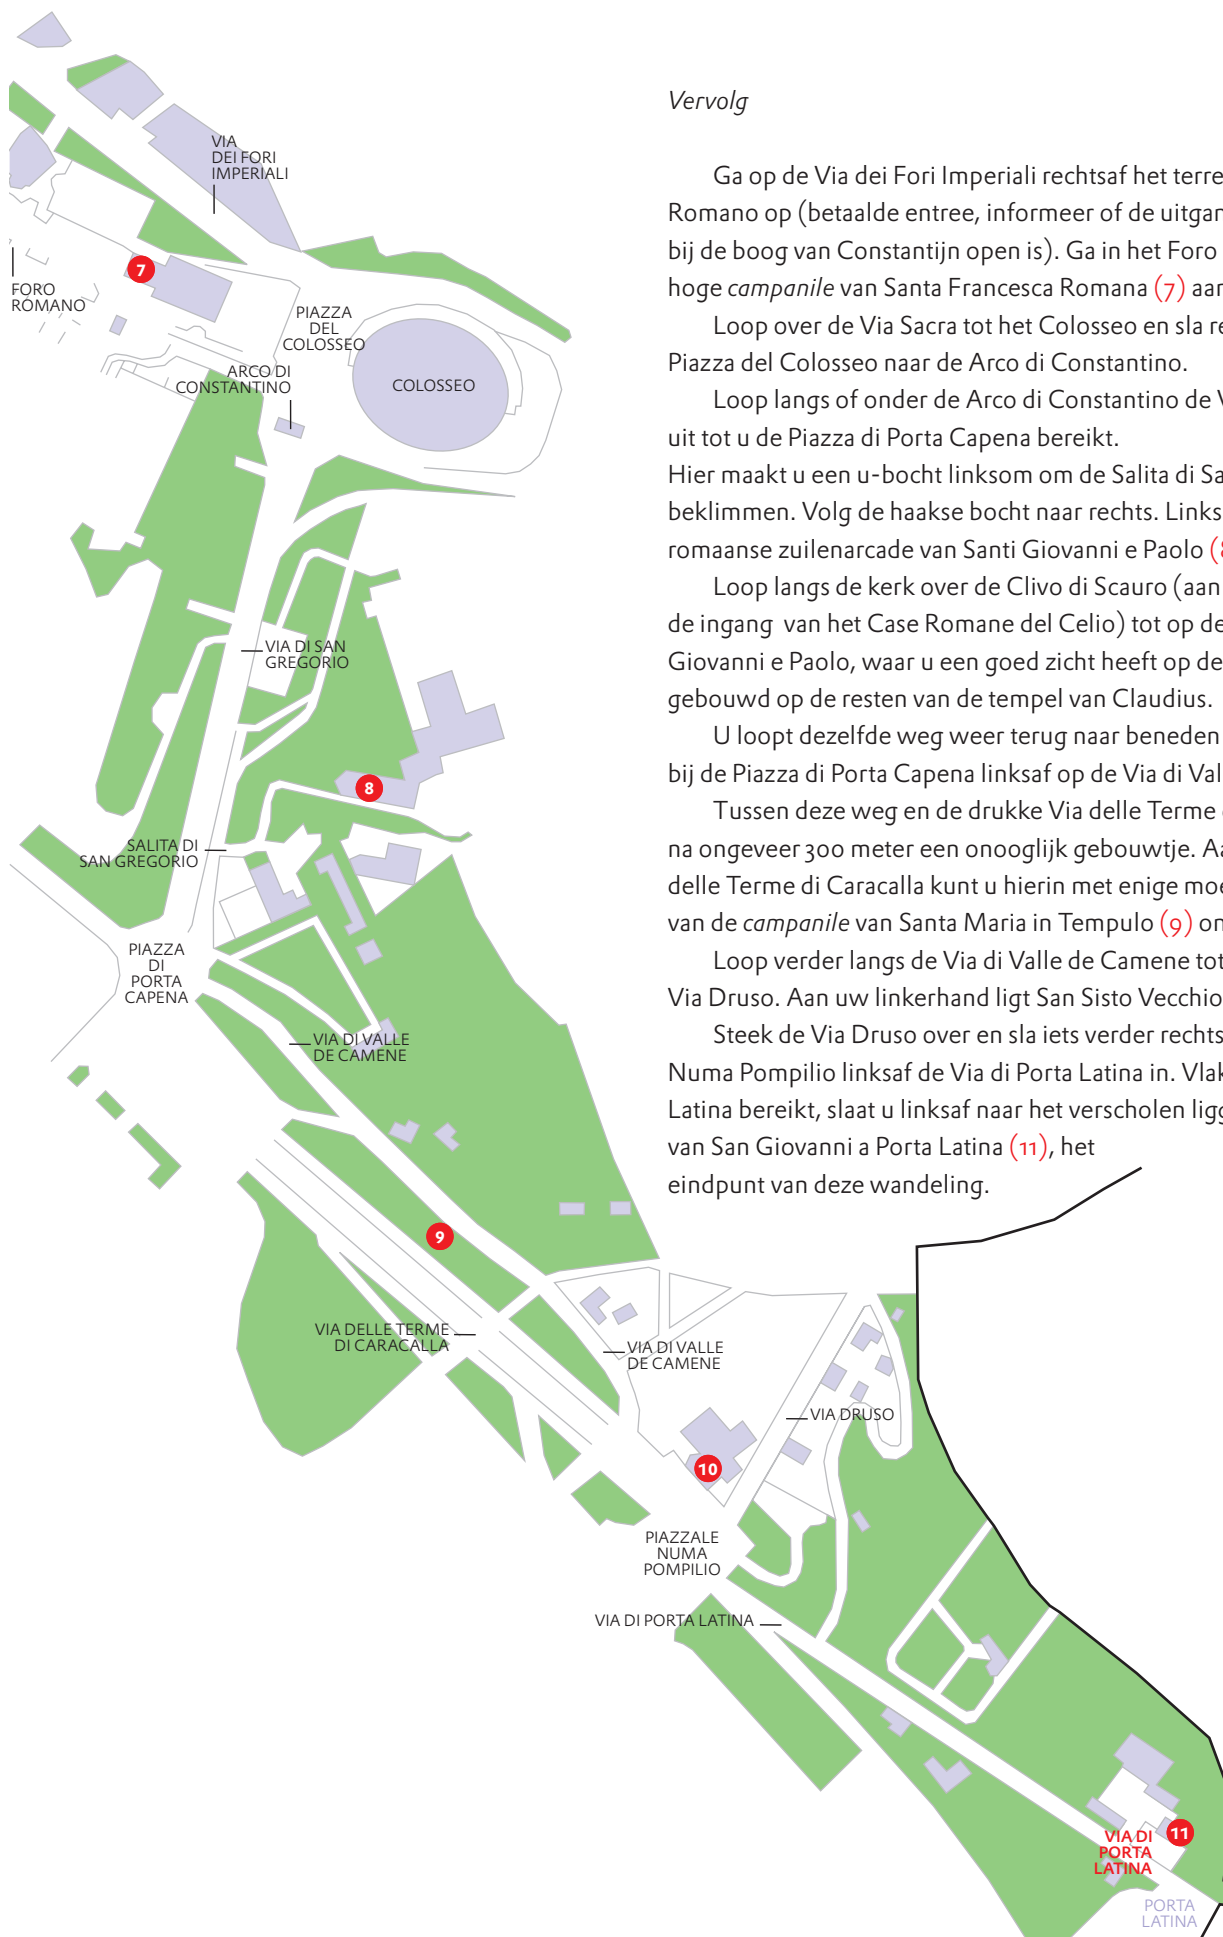 Vervolg
Ga op de Via dei Fori Imperiali rechtsaf het terre
Romano op (betaalde entree, informeer of de uitgan
bij de boog van Constantijn open is). Ga in het Foro
hoge campanile van Santa Francesca Romana (7) aan
Loop over de Via Sacra tot het Colosseo en sla re
Piazza del Colosseo naar de Arco di Constantino.
Loop langs of onder de Arco di Constantino de V
uit tot u de Piazza di Porta Capena bereikt.
Hier maakt u een u-bocht linksom om de Salita di Sa
beklimmen. Volg de haakse bocht naar rechts. Links
romaanse zuilenarcade van Santi Giovanni e Paolo (8
Loop langs de kerk over de Clivo di Scauro (aan
de ingang van het Case Romane del Celio) tot op de
Giovanni e Paolo, waar u een goed zicht heeft op de
gebouwd op de resten van de tempel van Claudius.
U loopt dezelfde weg weer terug naar beneden
bij de Piazza di Porta Capena linksaf op de Via di Val
Tussen deze weg en de drukke Via delle Terme
na ongeveer 300 meter een onooglijk gebouwtje. Aa
delle Terme di Caracalla kunt u hierin met enige moe
van de campanile van Santa Maria in Tempulo (9) on
Loop verder langs de Via di Valle de Camene tot
Via Druso. Aan uw linkerhand ligt San Sisto Vecchio
Steek de Via Druso over en sla iets verder rechts
Numa Pompilio linksaf de Via di Porta Latina in. Vlak
Latina bereikt, slaat u linksaf naar het verscholen ligg
van San Giovanni a Porta Latina (11), het
eindpunt van deze wandeling.
VIA
DEI FORI
IMPERIALI
7
FORO
ROMANO
PIAZZA
DEL
COLOSSEO
ARCO DI
CONSTANTINO
COLOSSEO
VIA DI SAN
GREGORIO
8
SALITA DI
SAN GREGORIO
PIAZZA
DI
PORTA
CAPENA
VIA DI VALLE
DE CAMENE
9
VIA DELLE TERME
DI CARACALLA
VIA DI VALLE
DE CAMENE
VIA DRUSO
10
PIAZZALE
NUMA
POMPILIO
VIA DI PORTA LATINA
11
VIA DI
PORTA
LATINA
PORTA
LATINA